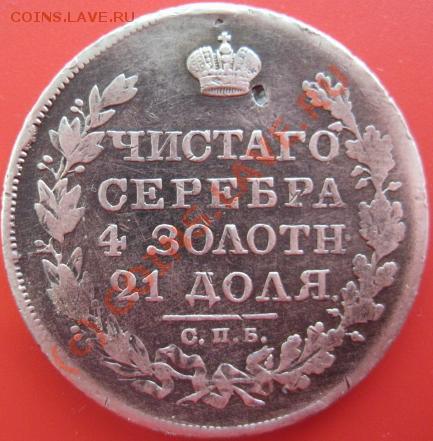 COINS.LAVE.RU
ЧИСТАГО
СЕРЕБРА
4 ЗОЛОТН
21 ДОЛЯ.
С.П.Б.